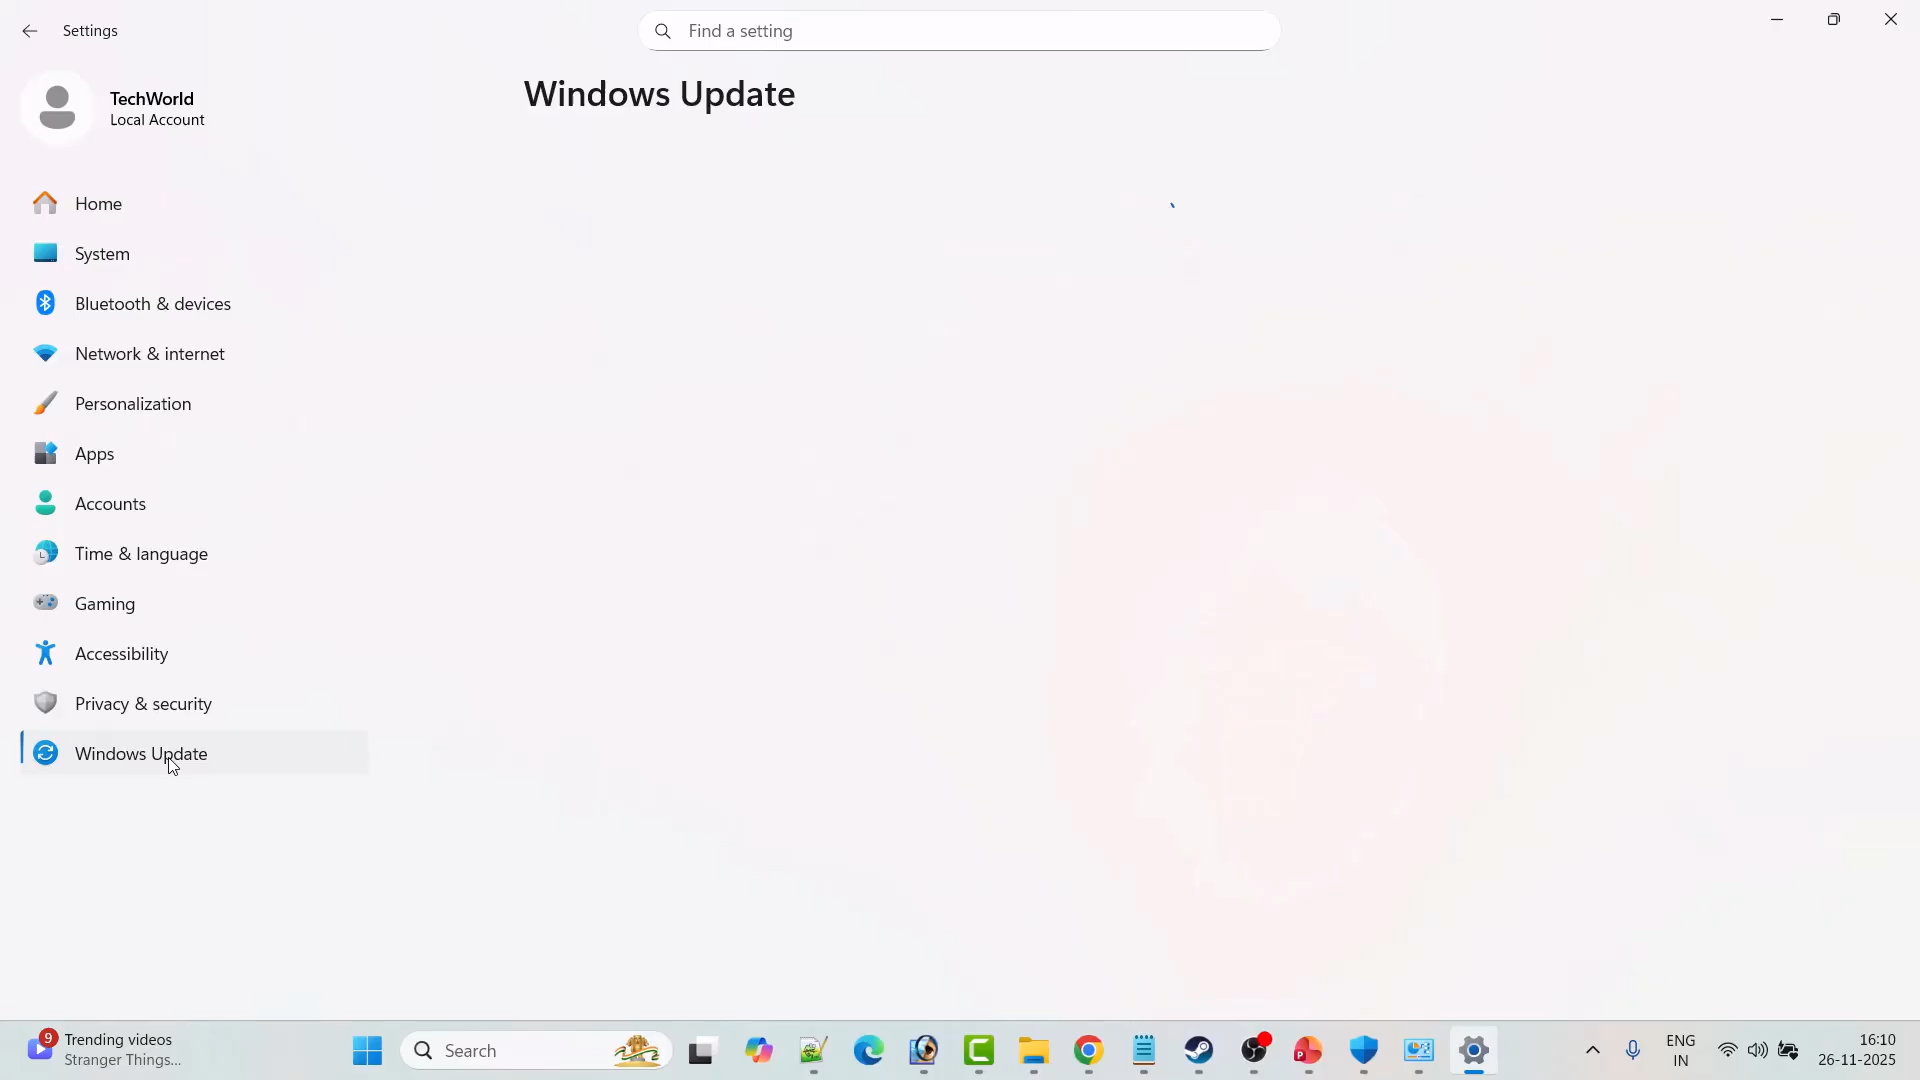 Settings
Find a setting
TechWorld
Local Account
Windows Update
Home
System
Bluetooth & devices
Network & internet
Personalization
Apps
Accounts
Time & language
Gaming
Accessibility
Privacy & security
Windows Update
9
Trending videos
Stranger Things...
Search
ENG
IN
16:10
26-11-2025